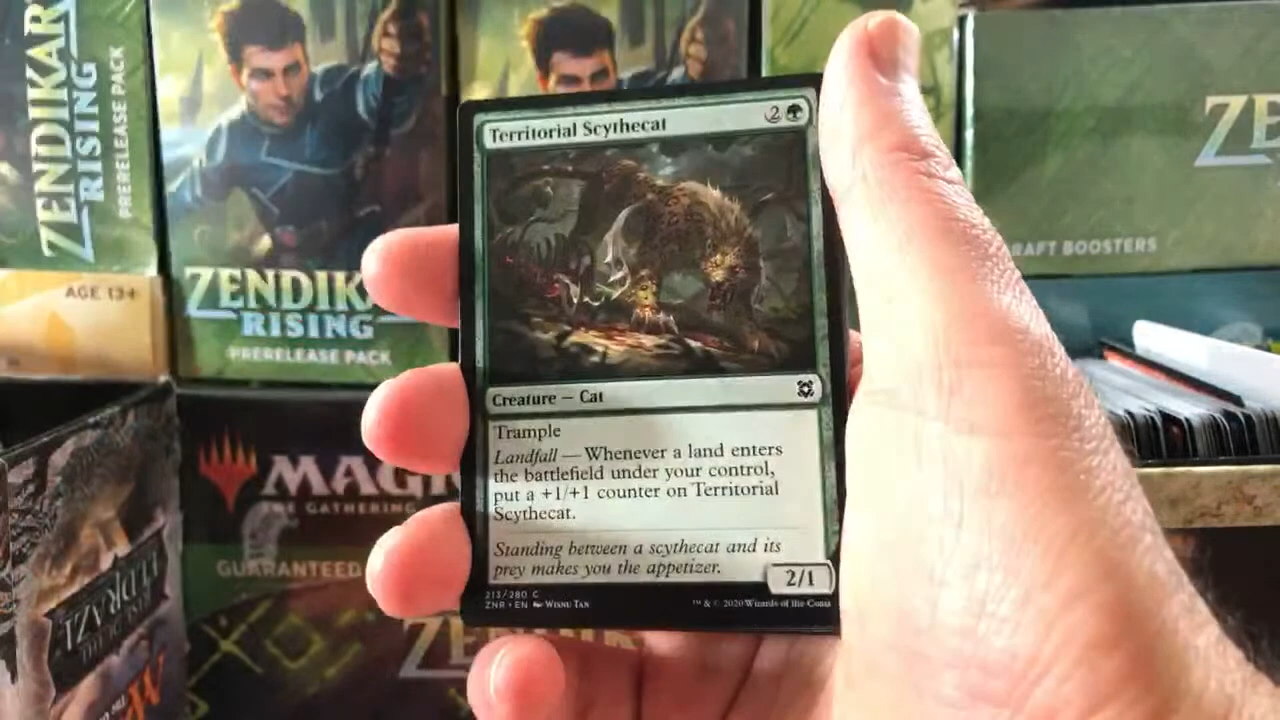 ZENDIKAR
RISING
PRERELEASE PACK
AGE 13+
RISING
PRERELEASE PACK
THE GATHERING
GUARANTEED
DRAFT BOOSTERS
Territorial Scythecat 2
Creature — Cat
Trample
Landfall — Whenever a land enters
the battlefield under your control,
put a +1/+1 counter on Territorial
Scythecat.
Standing between a scythecat and its
prey makes you the appetizer.
2/1
213/280 C
ZNR • EN Wisnu Tan
™ & © 2020 Wizards of the Coast